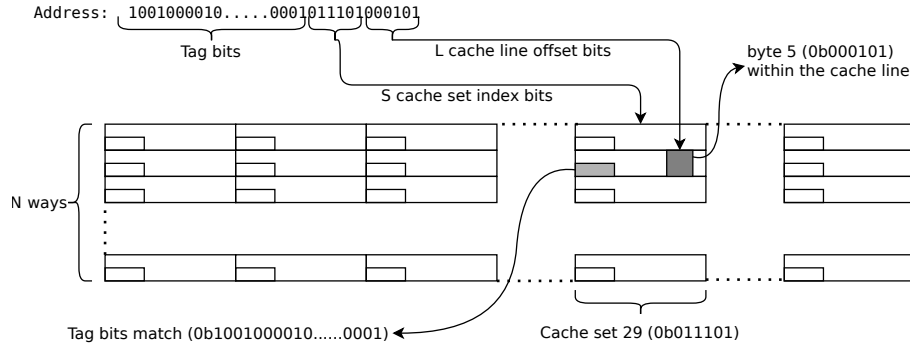 Address: 1001000010.....0001011101000101
Tag bits
L cache line offset bits
byte 5 (0b000101)
within the cache line
S cache set index bits
N ways
Tag bits match (0b1001000010......0001)
Cache set 29 (0b011101)